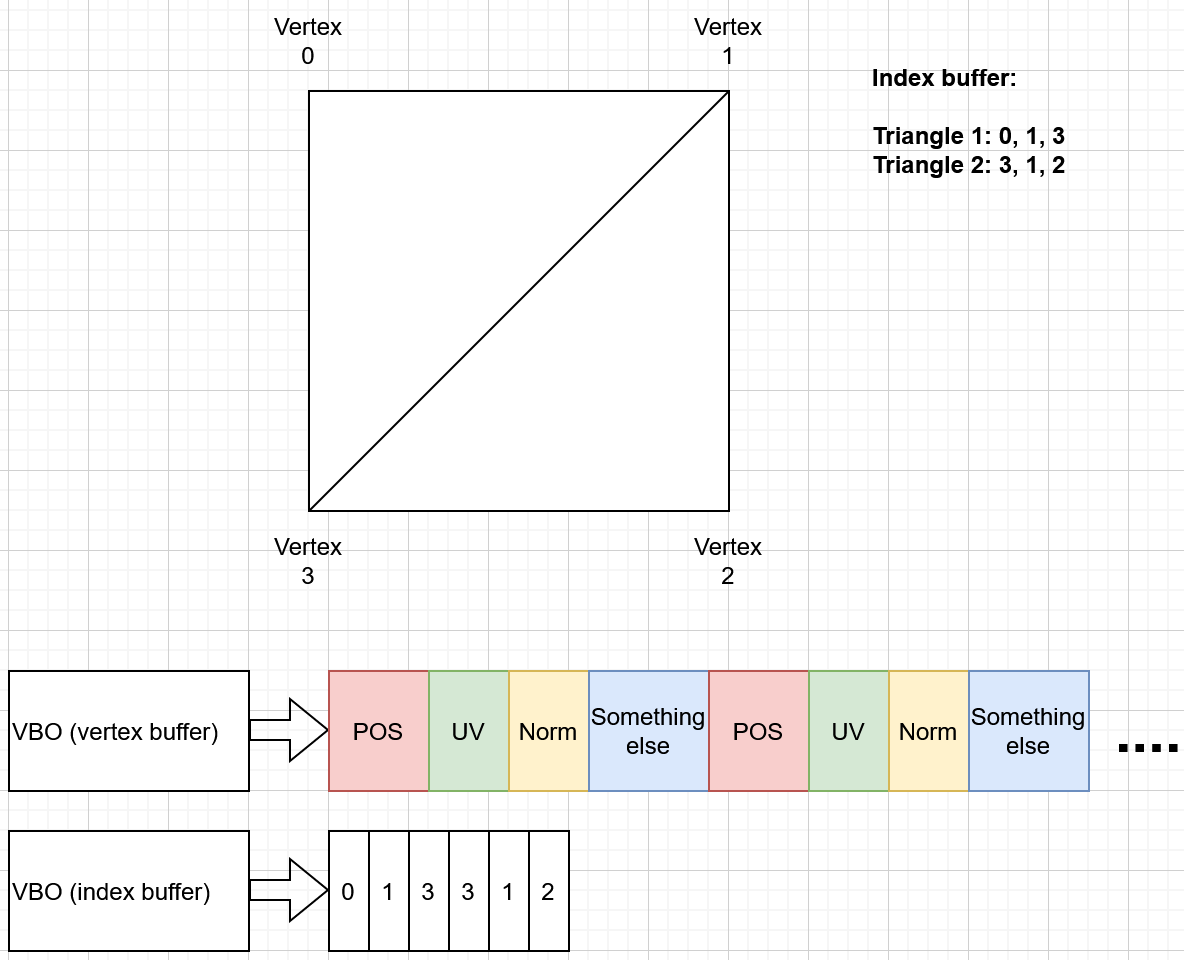 Vertex
0
Vertex
1
Index buffer:
Triangle 1: 0, 1, 3
Triangle 2: 3, 1, 2
Vertex
3
Vertex
2
VBO (vertex buffer)
POS
UV
Norm
Something
else
POS
UV
Norm
Something
else
VBO (index buffer)
0
1
3
3
1
2